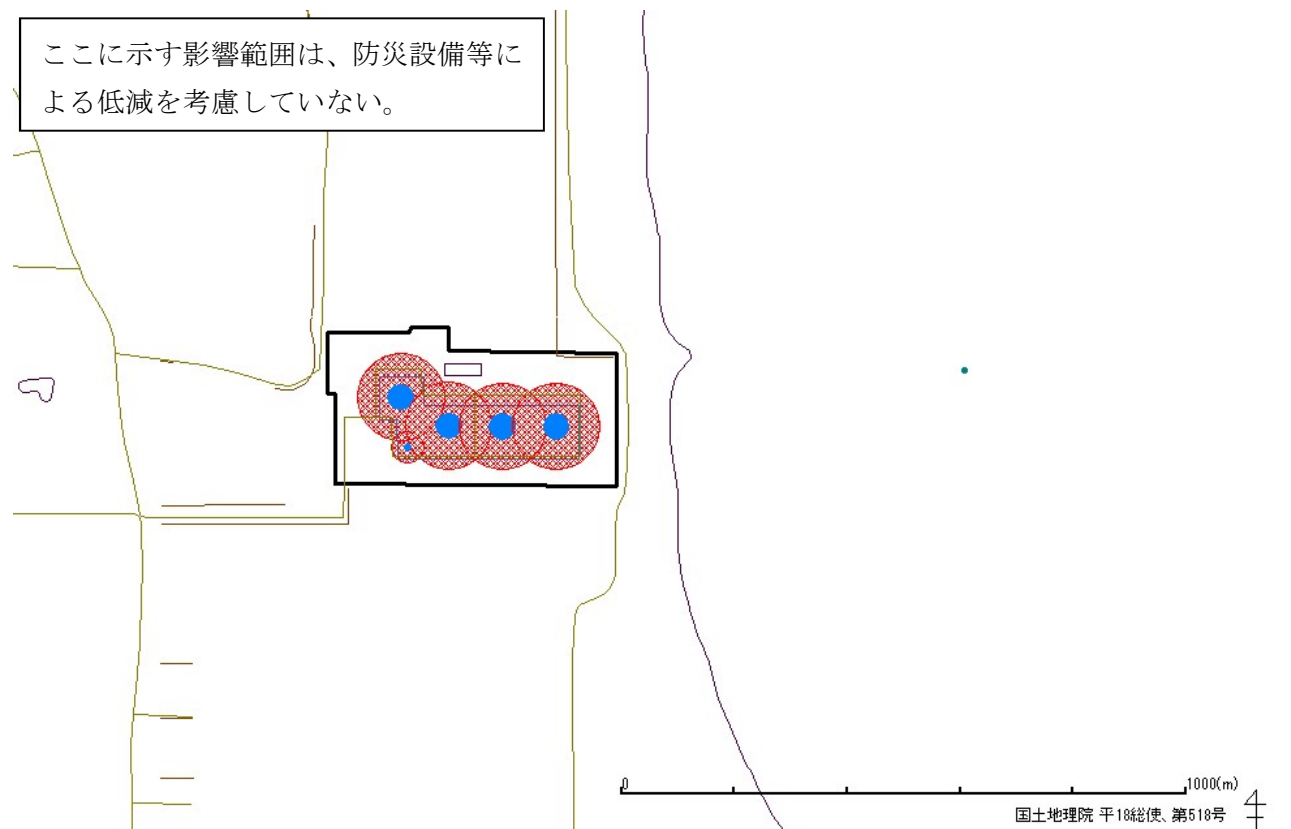 ここに示す影響範囲は、防災設備等に
よる低減を考慮していない。
0 1000(m)
国土地理院 平18総使、第518号